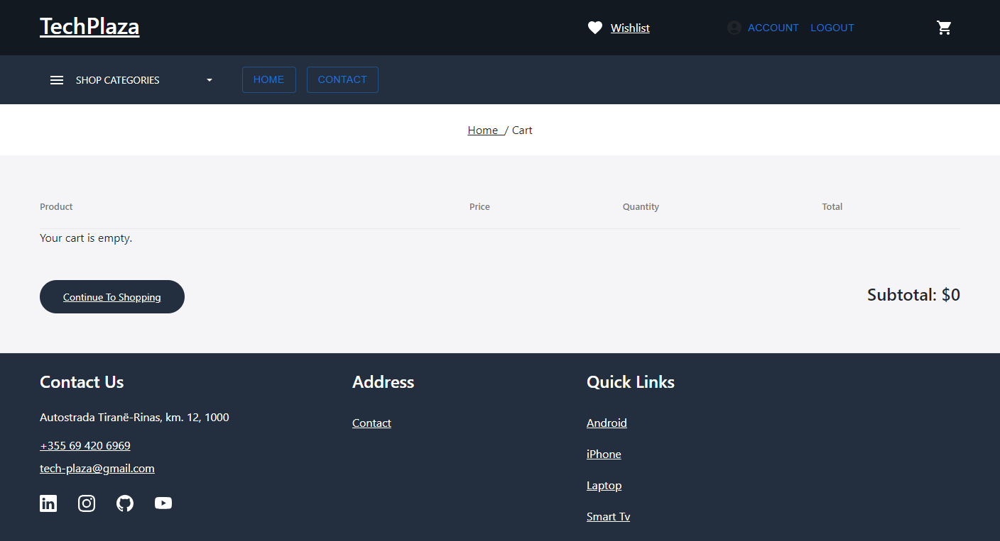 TechPlaza
Wishlist
ACCOUNT LOGOUT
SHOP CATEGORIES
HOME
CONTACT
Home / Cart
Product Price Quantity Total
Your cart is empty.
Continue To Shopping
Subtotal: $0
Contact Us
Autostrada Tiranë-Rinas, km. 12, 1000
+355 69 420 6969
tech-plaza@gmail.com
Address
Contact
Quick Links
Android
iPhone
Laptop
Smart Tv